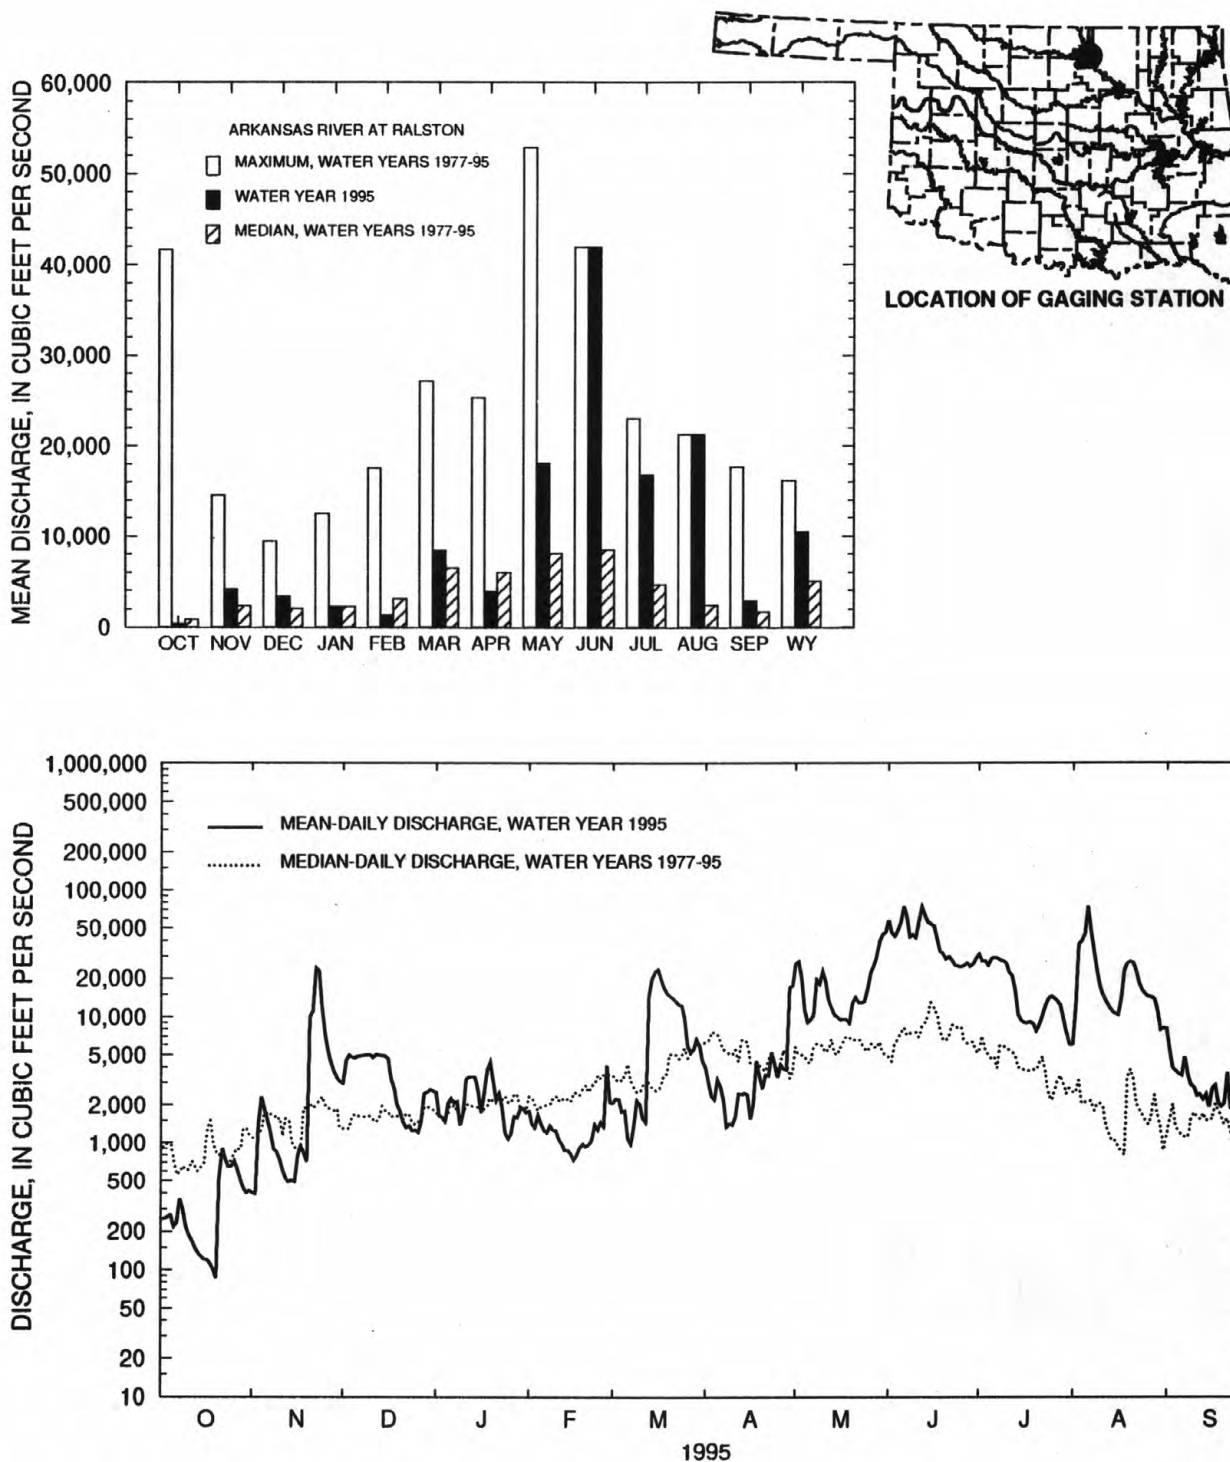 LOCATION OF GAGING STATION
MEAN DISCHARGE, IN CUBIC FEET PER SECOND
60,000
50,000
40,000
30,000
20,000
10,000
0
ARKANSAS RIVER AT RALSTON
MAXIMUM, WATER YEARS 1977-95
WATER YEAR 1995
MEDIAN, WATER YEARS 1977-95
OCT NOV DEC JAN FEB MAR APR MAY JUN JUL AUG SEP WY
DISCHARGE, IN CUBIC FEET PER SECOND
1,000,000
500,000
200,000
100,000
50,000
20,000
10,000
5,000
2,000
1,000
500
200
100
50
20
10
MEAN-DAILY DISCHARGE, WATER YEAR 1995
MEDIAN-DAILY DISCHARGE, WATER YEARS 1977-95
O N D J F M A M J J A S
1995